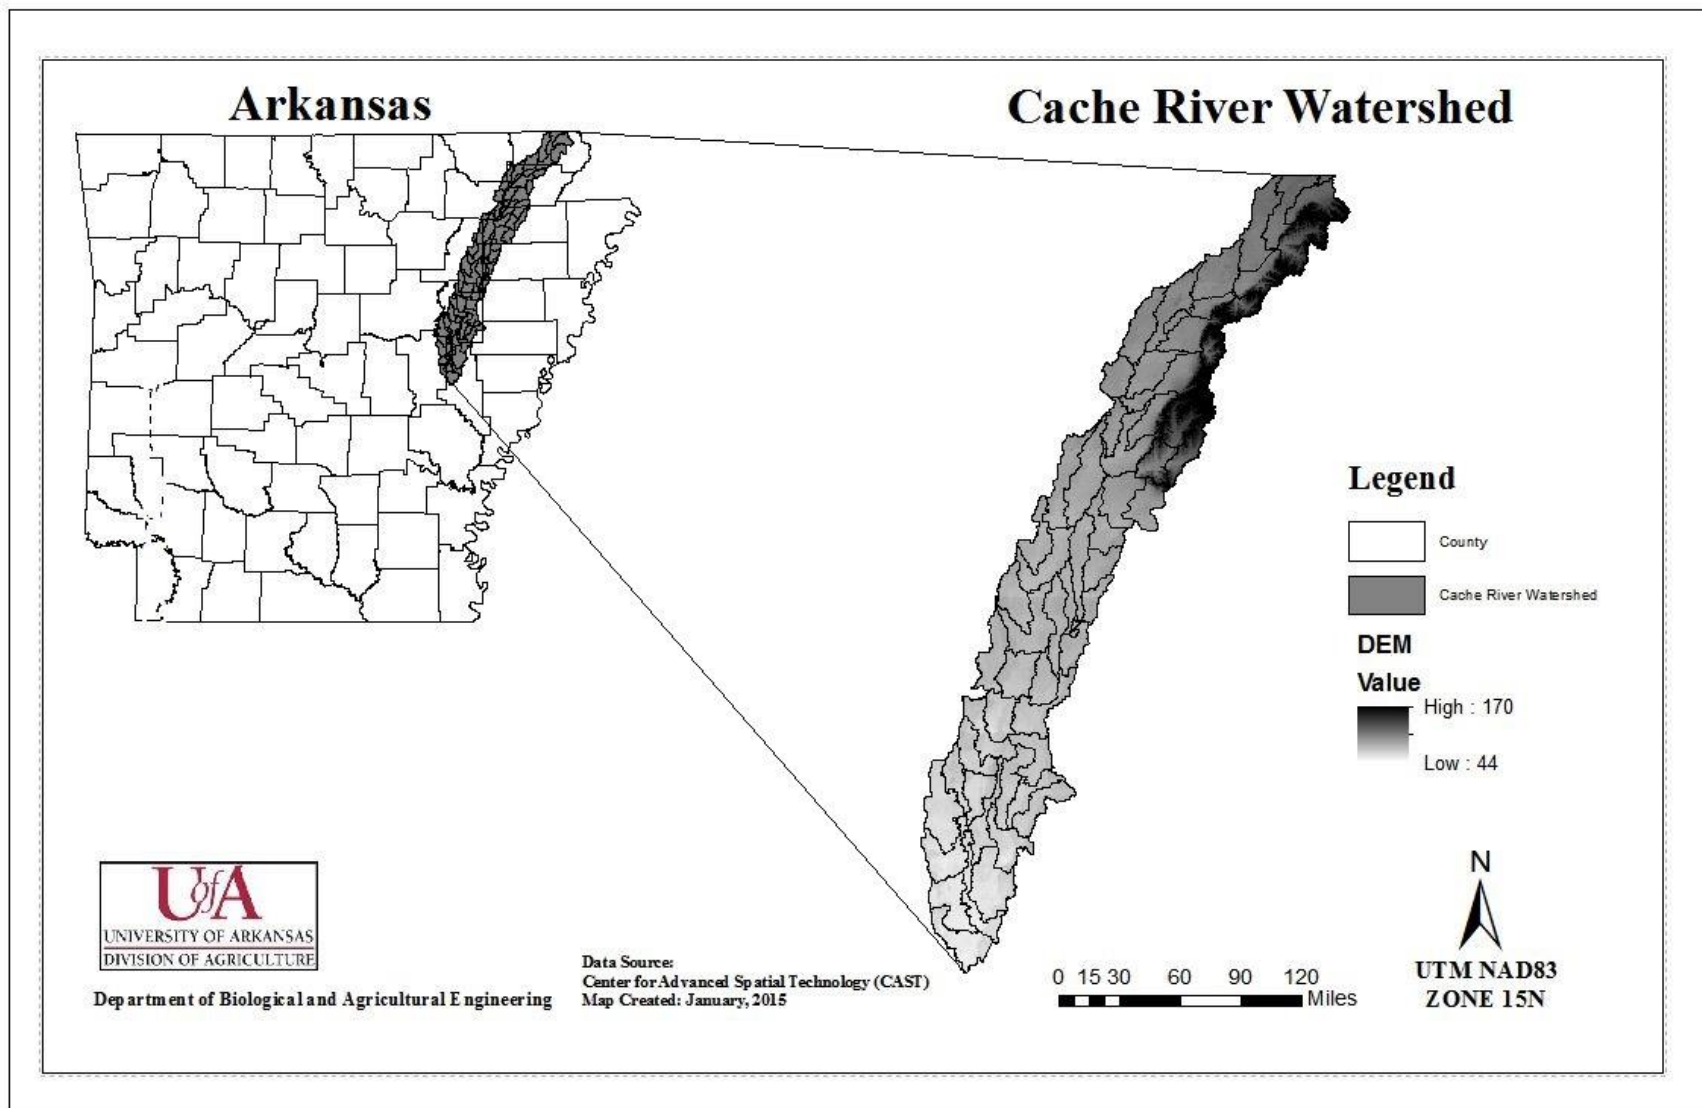 Arkansas
Cache River Watershed
Legend
County
Cache River Watershed
DEM
Value
High : 170
Low : 44
N
UTM NAD83
ZONE 15N
0 15 30 60 90 120
Miles
UofA
UNIVERSITY OF ARKANSAS
DIVISION OF AGRICULTURE
Department of Biological and Agricultural Engineering
Data Source:
Center for Advanced Spatial Technology (CAST)
Map Created: January, 2015